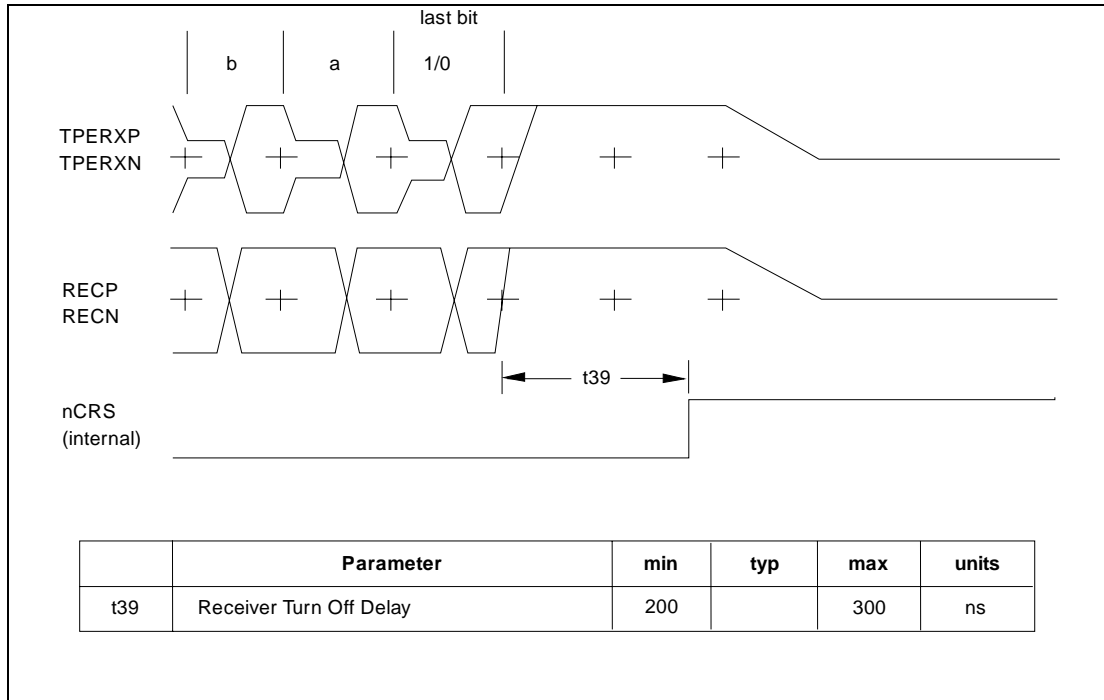 last bit
b a 1/0
TPERXP
TPERXN
RECP
RECN
t39
nCRS
(internal)
Parameter min typ max units
t39 Receiver Turn Off Delay 200 300 ns